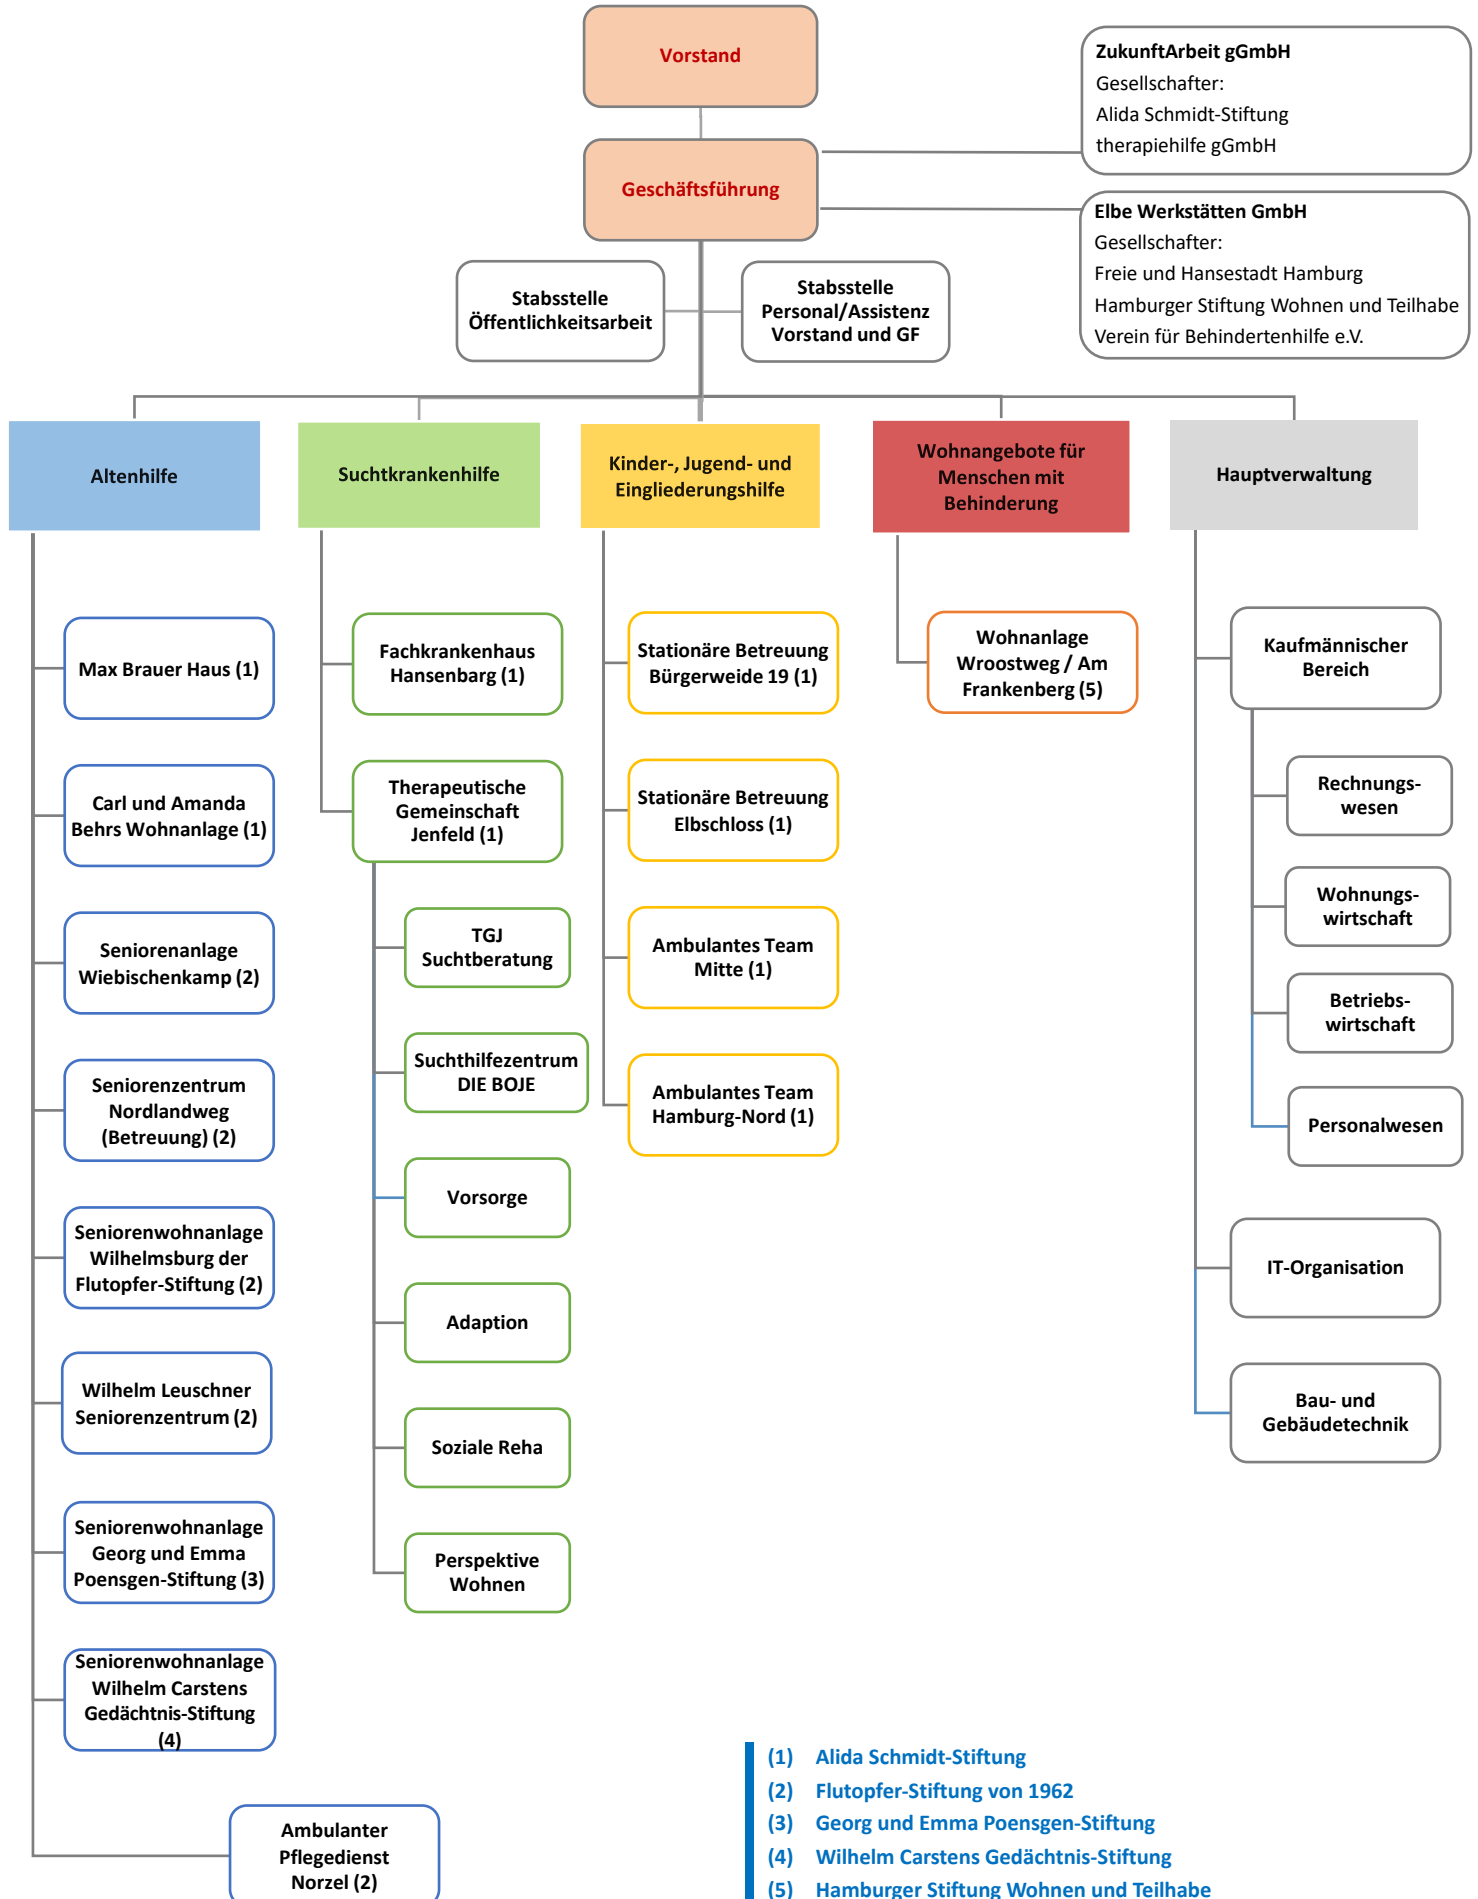 Vorstand
ZukunftArbeit gGmbH
Gesellschafter:
Alida Schmidt-Stiftung
therapiehilfe gGmbH
Geschäftsführung
Elbe Werkstätten GmbH
Gesellschafter:
Freie und Hansestadt Hamburg
Hamburger Stiftung Wohnen und Teilhabe
Verein für Behindertenhilfe e.V.
Stabsstelle
Öffentlichkeitsarbeit
Stabsstelle
Personal/Assistenz
Vorstand und GF
Altenhilfe
Suchtkrankenhilfe
Kinder-, Jugend- und
Eingliederungshilfe
Wohnangebote für
Menschen mit
Behinderung
Hauptverwaltung
Max Brauer Haus (1)
Carl und Amanda
Behrs Wohnanlage (1)
Seniorenanlage
Wiebischenkamp (2)
Seniorenzentrum
Nordlandweg
(Betreuung) (2)
Seniorenwohnanlage
Wilhelmsburg der
Flutopfer-Stiftung (2)
Wilhelm Leuschner
Seniorenzentrum (2)
Seniorenwohnanlage
Georg und Emma
Poensgen-Stiftung (3)
Seniorenwohnanlage
Wilhelm Carstens
Gedächtnis-Stiftung
(4)
Ambulanter
Pflegedienst
Norzel (2)
Fachkrankenhaus
Hansenbarg (1)
Therapeutische
Gemeinschaft
Jenfeld (1)
TGJ
Suchtberatung
Suchthilfezentrum
DIE BOJE
Vorsorge
Adaption
Soziale Reha
Perspektive
Wohnen
Stationäre Betreuung
Bürgerweide 19 (1)
Stationäre Betreuung
Elbschloss (1)
Ambulantes Team
Mitte (1)
Ambulantes Team
Hamburg-Nord (1)
Wohnanlage
Wroostweg / Am
Frankenberg (5)
Kaufmännischer
Bereich
Rechnungs-
wesen
Wohnungs-
wirtschaft
Betriebs-
wirtschaft
Personalwesen
IT-Organisation
Bau- und
Gebäudetechnik
(1) Alida Schmidt-Stiftung
(2) Flutopfer-Stiftung von 1962
(3) Georg und Emma Poensgen-Stiftung
(4) Wilhelm Carstens Gedächtnis-Stiftung
(5) Hamburger Stiftung Wohnen und Teilhabe